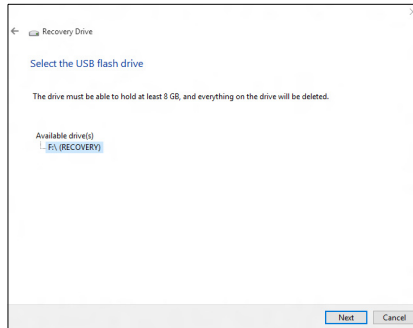 Recovery Drive
Select the USB flash drive
The drive must be able to hold at least 8 GB, and everything on the drive will be deleted.
Available drive(s)
F:\ (RECOVERY)
Next Cancel